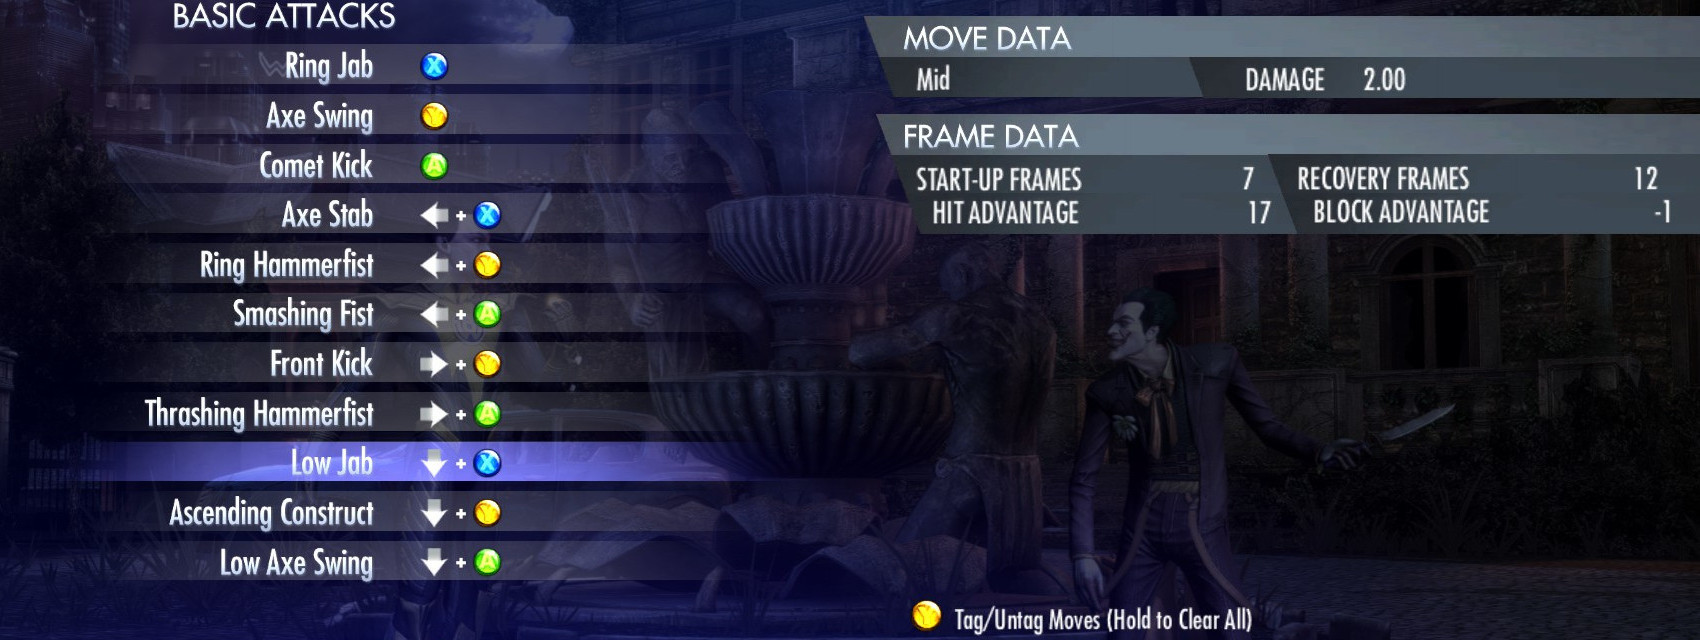 BASIC ATTACKS
Ring Jab X
Axe Swing Y
Comet Kick A
Axe Stab + X
Ring Hammerfist + Y
Smashing Fist + A
Front Kick + Y
Thrashing Hammerfist + A
Low Jab + X
Ascending Construct + Y
Low Axe Swing + A
MOVE DATA
Mid DAMAGE 2.00
FRAME DATA
START-UP FRAMES 7 RECOVERY FRAMES 12
HIT ADVANTAGE 17 BLOCK ADVANTAGE -1
Y Tag/Untag Moves (Hold to Clear All)